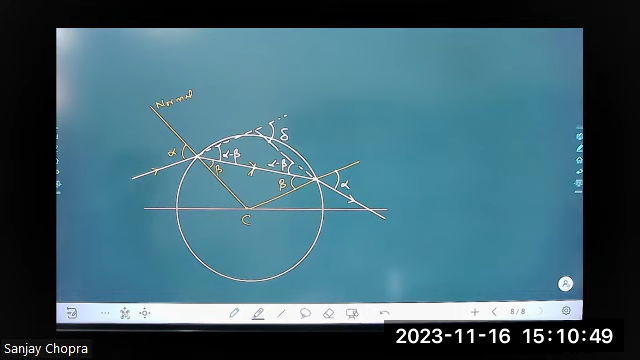 Normal
α
α-β
δ
β
α-β
β
α
C
8/8
2023-11-16 15:10:49
Sanjay Chopra